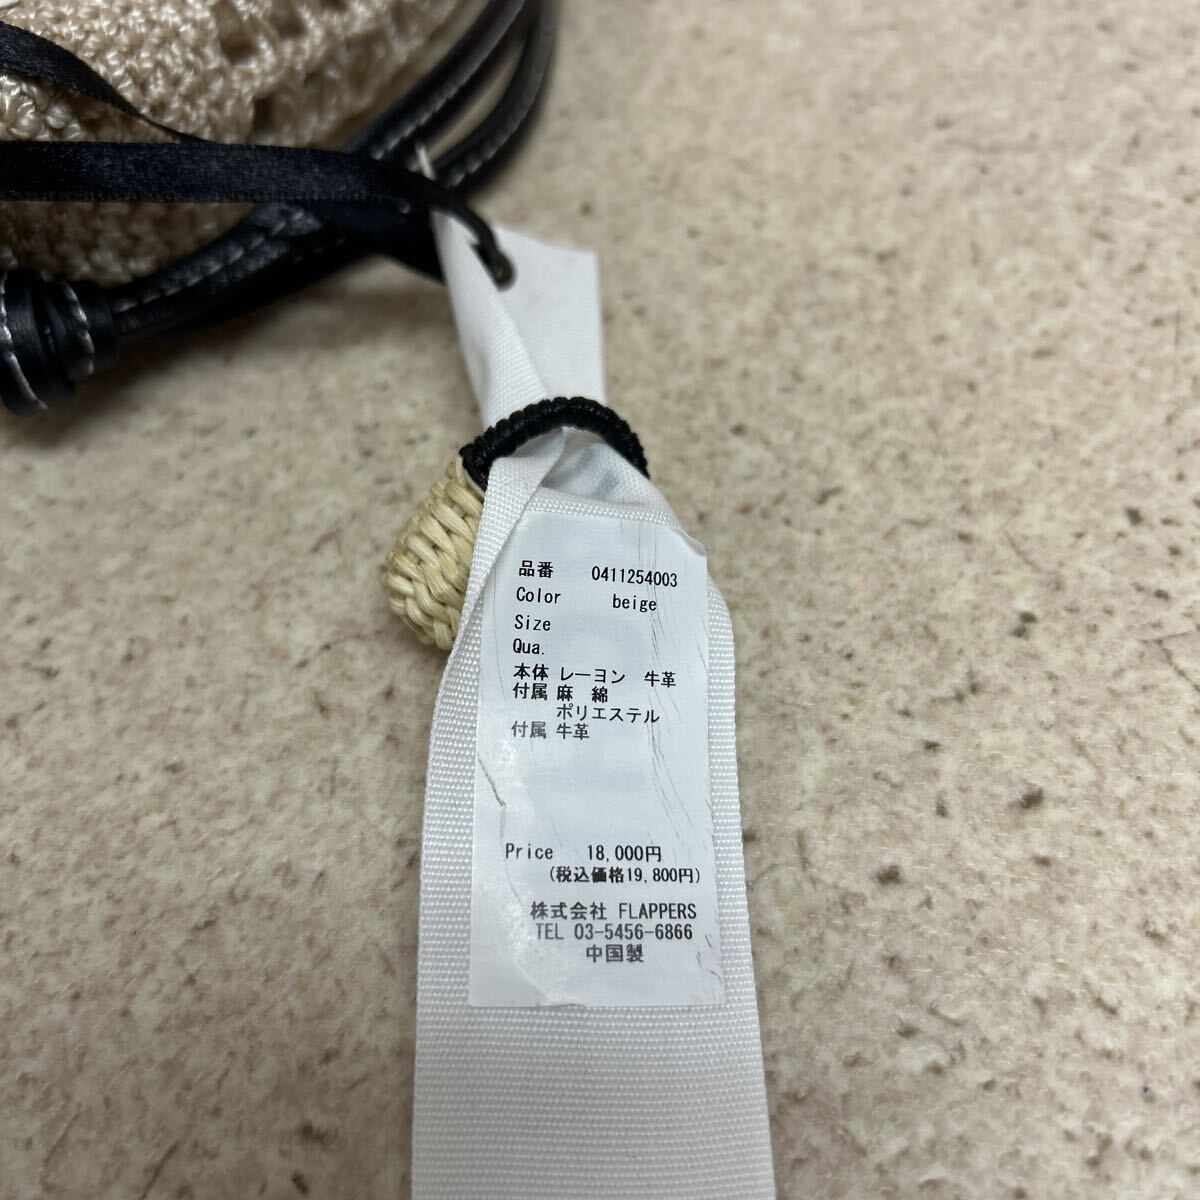 品番 0411254003
Color beige
Size
Qua.
本体 レーヨン 牛革
付属 麻 綿
ポリエステル
付属 牛革
Price 18,000円
(税込価格19,800円)
株式会社 FLAPPERS
TEL 03-5456-6866
中国製